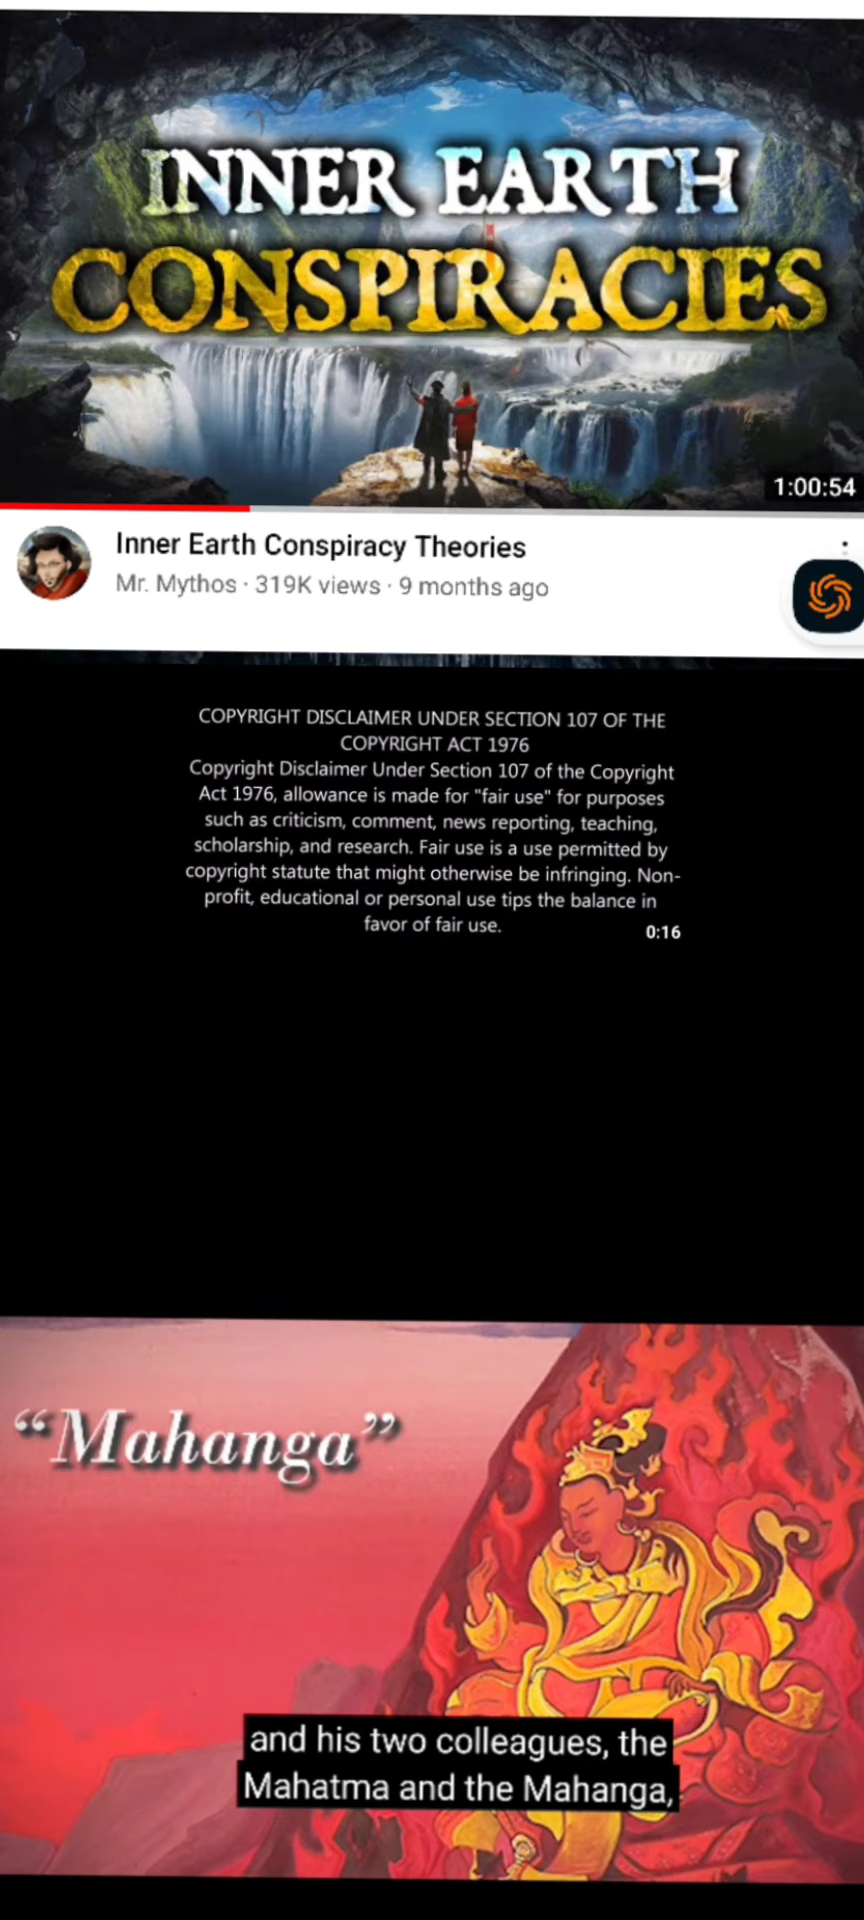 INNER EARTH
CONSPIRACIES
1:00:54
Inner Earth Conspiracy Theories
Mr. Mythos · 319K views · 9 months ago
COPYRIGHT DISCLAIMER UNDER SECTION 107 OF THE
COPYRIGHT ACT 1976
Copyright Disclaimer Under Section 107 of the Copyright
Act 1976, allowance is made for "fair use" for purposes
such as criticism, comment, news reporting, teaching,
scholarship, and research. Fair use is a use permitted by
copyright statute that might otherwise be infringing. Non-
profit, educational or personal use tips the balance in
favor of fair use.
0:16
“Mahanga”
and his two colleagues, the
Mahatma and the Mahanga,